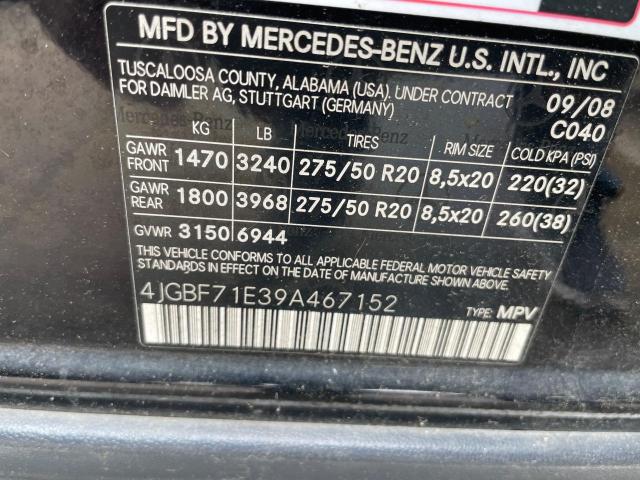 MFD BY MERCEDES-BENZ U.S. INTL., INC
TUSCALOOSA COUNTY, ALABAMA (USA). UNDER CONTRACT 09/08
FOR DAIMLER AG, STUTTGART (GERMANY) C040
KG LB TIRES RIM SIZE COLD KPA (PSI)
GAWR FRONT 1470 3240 275/50 R20 8,5x20 220(32)
GAWR REAR 1800 3968 275/50 R20 8,5x20 260(38)
GVWR 3150 6944
THIS VEHICLE CONFORMS TO ALL APPLICABLE FEDERAL MOTOR VEHICLE
SAFETY STANDARDS IN EFFECT ON THE DATE OF MANUFACTURE SHOWN ABOVE.
4JGBF71E39A467152
TYPE: MPV